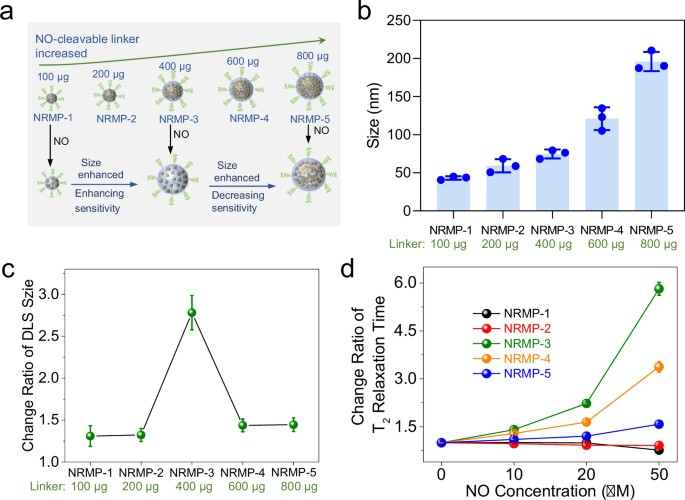 a
NO-cleavable linker
increased
100 µg
200 µg
400 µg
600 µg
800 µg
NRMP-1
NRMP-2
NRMP-3
NRMP-4
NRMP-5
NO
NO
NO
Size
enhanced
Enhancing
sensitivity
Size
enhanced
Decreasing
sensitivity
b
Size (nm)
250
200
150
100
50
0
NRMP-1 NRMP-2 NRMP-3 NRMP-4 NRMP-5
Linker: 100 µg 200 µg 400 µg 600 µg 800 µg
c
Change Ratio of DLS Szie
3.0
2.5
2.0
1.5
1.0
NRMP-1 NRMP-2 NRMP-3 NRMP-4 NRMP-5
Linker: 100 µg 200 µg 400 µg 600 µg 800 µg
d
Change Ratio of
T₂ Relaxation Time
6.0
4.5
3.0
1.5
NRMP-1
NRMP-2
NRMP-3
NRMP-4
NRMP-5
0 10 20 50
NO Concentration (▯M)